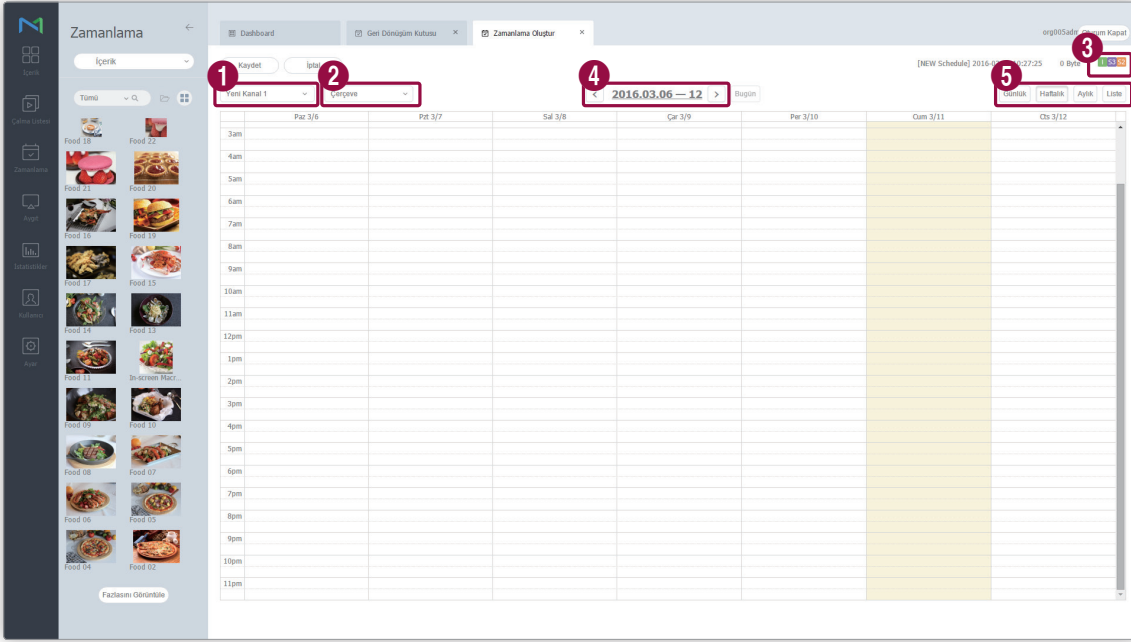 Zamanlama
←
İçerik
Tümü
Food 18 Food 22
Food 21 Food 20
Food 16 Food 19
Food 17 Food 15
Food 14 Food 13
Food 11 In-screen Macr...
Food 09 Food 10
Food 08 Food 07
Food 06 Food 05
Food 04 Food 02
Fazlasını Görüntüle
İçerik
Çalma Listesi
Zamanlama
Aygıt
İstatistikler
Kullanıcı
Ayar
Dashboard
Geri Dönüşüm Kutusu ×
Zamanlama Oluştur ×
Oturum Kapat
Kaydet İptal
[NEW Schedule] 0 Byte
I S3 S2
1 2 3 4 5
Yeni Kanal 1
Çerçeve
< 2016.03.06 — 12 > Bugün
Günlük Haftalık Aylık Liste
Paz 3/6 Pzt 3/7 Sal 3/8 Çar 3/9 Per 3/10 Cum 3/11 Cts 3/12
3am
4am
5am
6am
7am
8am
9am
10am
11am
12pm
1pm
2pm
3pm
4pm
5pm
6pm
7pm
8pm
9pm
10pm
11pm